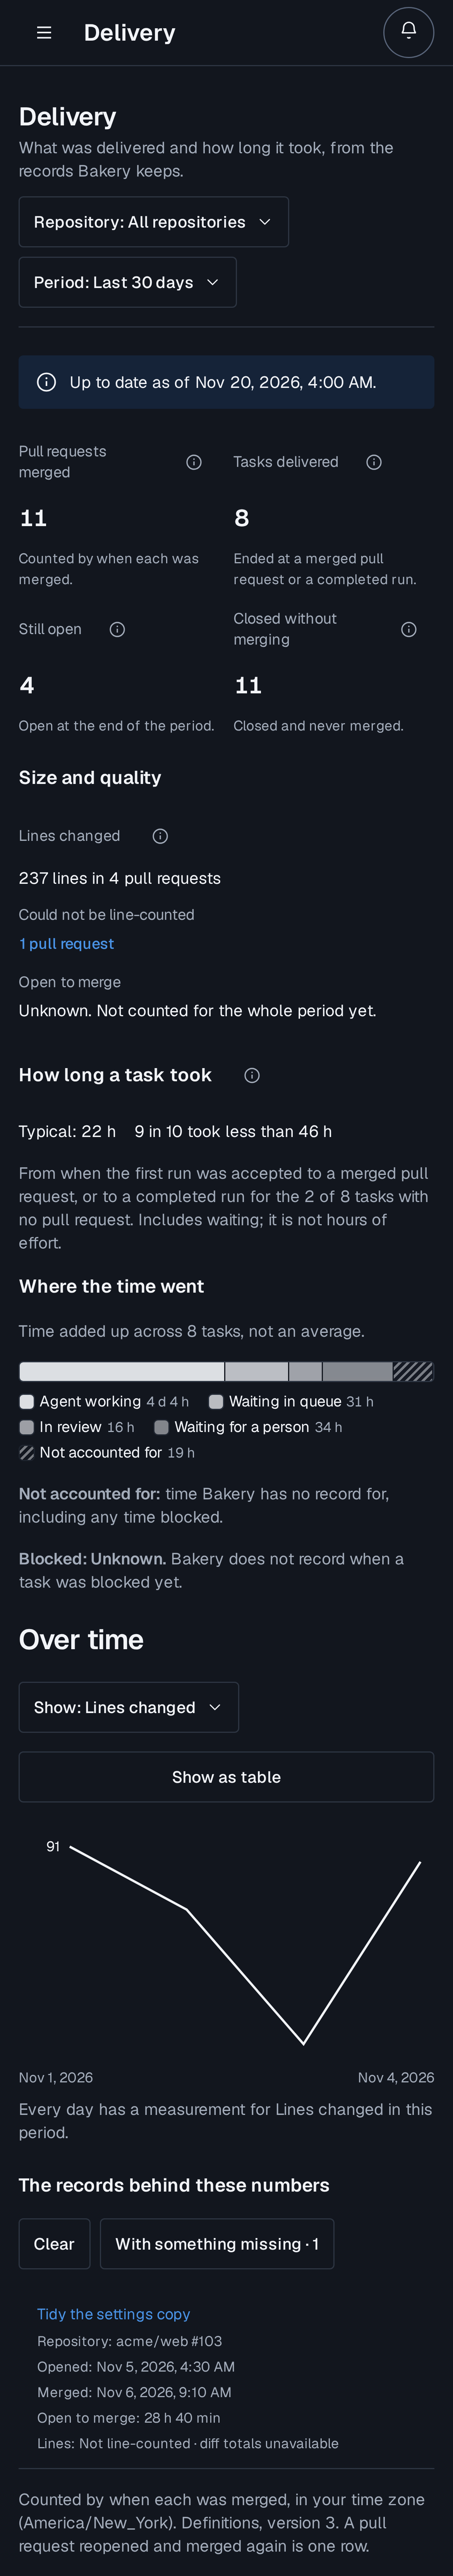 Delivery
Delivery
What was delivered and how long it took, from the
records Bakery keeps.
Repository: All repositories
Period: Last 30 days
Up to date as of Nov 20, 2026, 4:00 AM.
Pull requests
merged
Tasks delivered
11
8
Counted by when each was
merged.
Ended at a merged pull
request or a completed run.
Still open
Closed without
merging
4
11
Open at the end of the period.
Closed and never merged.
Size and quality
Lines changed
237 lines in 4 pull requests
Could not be line-counted
1 pull request
Open to merge
Unknown. Not counted for the whole period yet.
How long a task took
Typical: 22 h 9 in 10 took less than 46 h
From when the first run was accepted to a merged pull
request, or to a completed run for the 2 of 8 tasks with
no pull request. Includes waiting; it is not hours of
effort.
Where the time went
Time added up across 8 tasks, not an average.
Agent working 4 d 4 h Waiting in queue 31 h
In review 16 h Waiting for a person 34 h
Not accounted for 19 h
Not accounted for: time Bakery has no record for,
including any time blocked.
Blocked: Unknown. Bakery does not record when a
task was blocked yet.
Over time
Show: Lines changed
Show as table
91
Nov 1, 2026 Nov 4, 2026
Every day has a measurement for Lines changed in this
period.
The records behind these numbers
Clear With something missing · 1
Tidy the settings copy
Repository: acme/web #103
Opened: Nov 5, 2026, 4:30 AM
Merged: Nov 6, 2026, 9:10 AM
Open to merge: 28 h 40 min
Lines: Not line-counted · diff totals unavailable
Counted by when each was merged, in your time zone
(America/New_York). Definitions, version 3. A pull
request reopened and merged again is one row.